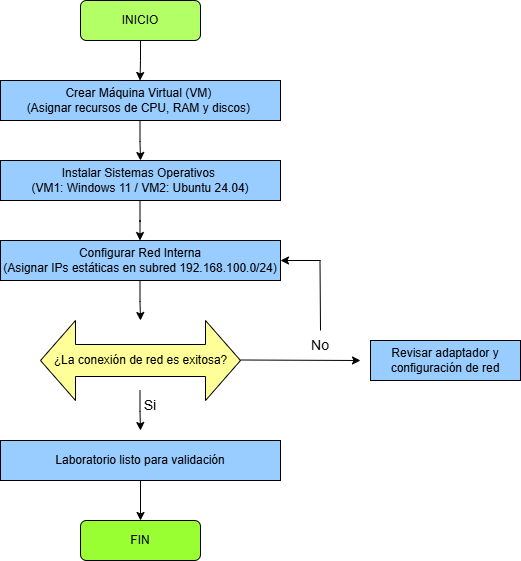 INICIO
Crear Máquina Virtual (VM)
(Asignar recursos de CPU, RAM y discos)
Instalar Sistemas Operativos
(VM1: Windows 11 / VM2: Ubuntu 24.04)
Configurar Red Interna
(Asignar IPs estáticas en subred 192.168.100.0/24)
¿La conexión de red es exitosa?
No
Revisar adaptador y
configuración de red
Si
Laboratorio listo para validación
FIN